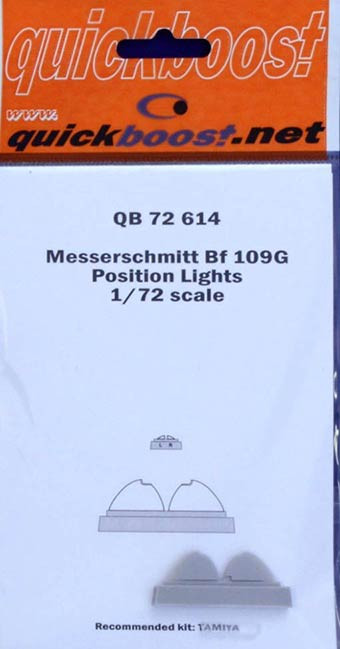 quickboost
www.
quickboost.net
QB 72 614
Messerschmitt Bf 109G
Position Lights
1/72 scale
L R
Recommended kit: TAMIYA